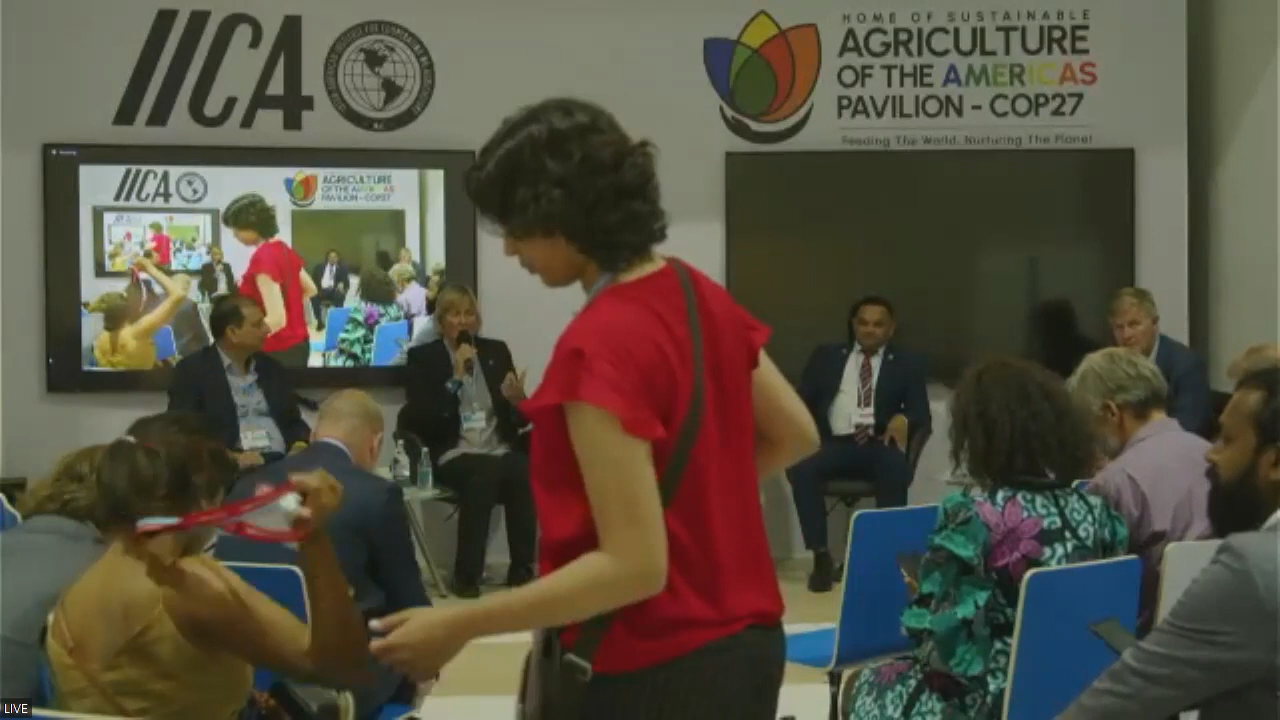 IICA
HOME OF SUSTAINABLE
AGRICULTURE
OF THE AMERICAS
PAVILION - COP27
Feeding The World. Nurturing The Planet
IICA
AGRICULTURE
OF THE AMERICAS
PAVILION - COP27
LIVE